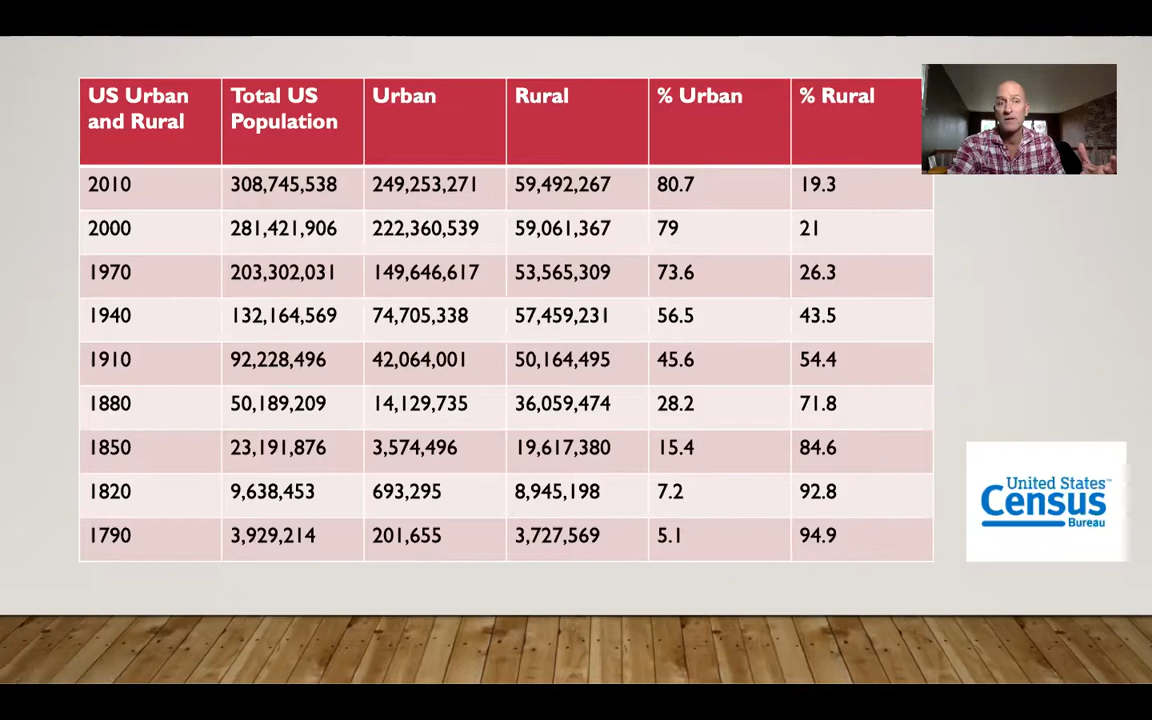 US Urban and Rural Total US Population Urban Rural % Urban % Rural
2010 308,745,538 249,253,271 59,492,267 80.7 19.3
2000 281,421,906 222,360,539 59,061,367 79 21
1970 203,302,031 149,646,617 53,565,309 73.6 26.3
1940 132,164,569 74,705,338 57,459,231 56.5 43.5
1910 92,228,496 42,064,001 50,164,495 45.6 54.4
1880 50,189,209 14,129,735 36,059,474 28.2 71.8
1850 23,191,876 3,574,496 19,617,380 15.4 84.6
1820 9,638,453 693,295 8,945,198 7.2 92.8
1790 3,929,214 201,655 3,727,569 5.1 94.9
United States™
Census
Bureau